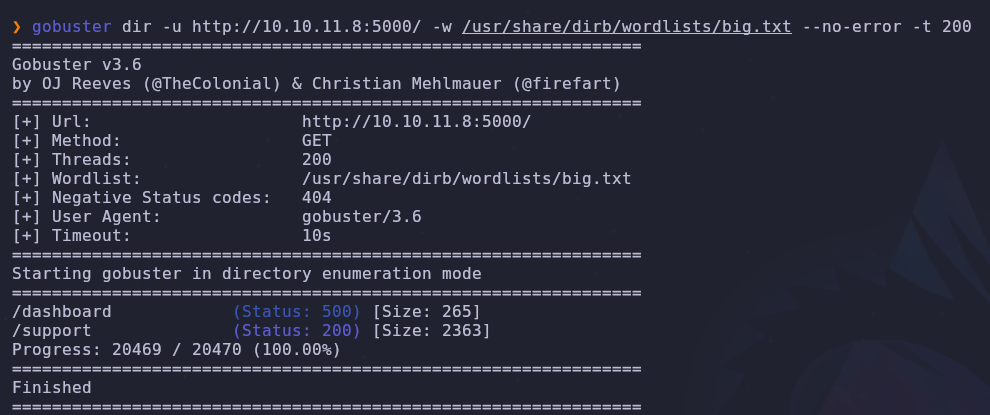 ❯ gobuster dir -u http://10.10.11.8:5000/ -w /usr/share/dirb/wordlists/big.txt --no-error -t 200
===============================================================
Gobuster v3.6
by OJ Reeves (@TheColonial) & Christian Mehlmauer (@firefart)
===============================================================
[+] Url:                     http://10.10.11.8:5000/
[+] Method:                  GET
[+] Threads:                 200
[+] Wordlist:                /usr/share/dirb/wordlists/big.txt
[+] Negative Status codes:   404
[+] User Agent:              gobuster/3.6
[+] Timeout:                 10s
===============================================================
Starting gobuster in directory enumeration mode
===============================================================
/dashboard            (Status: 500) [Size: 265]
/support              (Status: 200) [Size: 2363]
Progress: 20469 / 20470 (100.00%)
===============================================================
Finished
===============================================================